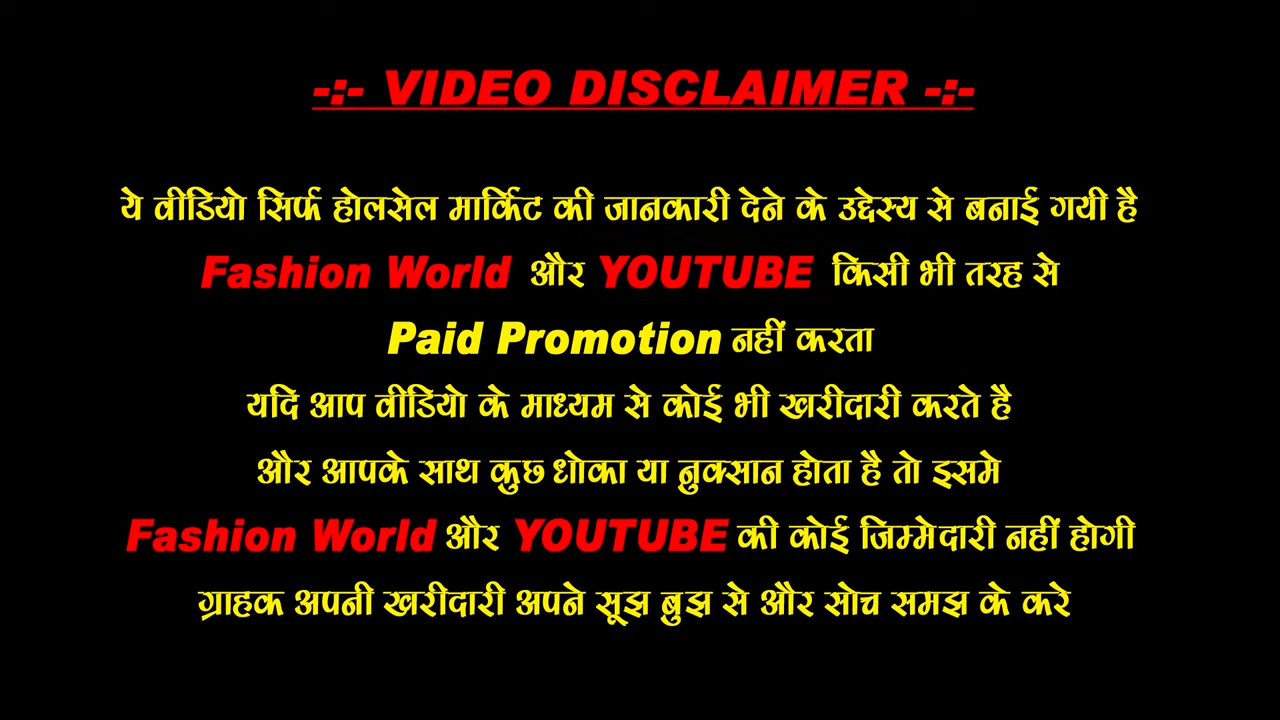 -:- VIDEO DISCLAIMER -:-
ये वीडियो सिर्फ होलसेल मार्किट की जानकारी देने के उद्देस्य से बनाई गयी है
Fashion World और YOUTUBE किसी भी तरह से
Paid Promotion नहीं करता
यदि आप वीडियो के माध्यम से कोई भी खरीदारी करते है
और आपके साथ कुछ धोका या नुक्सान होता है तो इसमे
Fashion World और YOUTUBE की कोई जिम्मेदारी नहीं होगी
ग्राहक अपनी खरीदारी अपने सूझ बुझ से और सोच समझ के करे